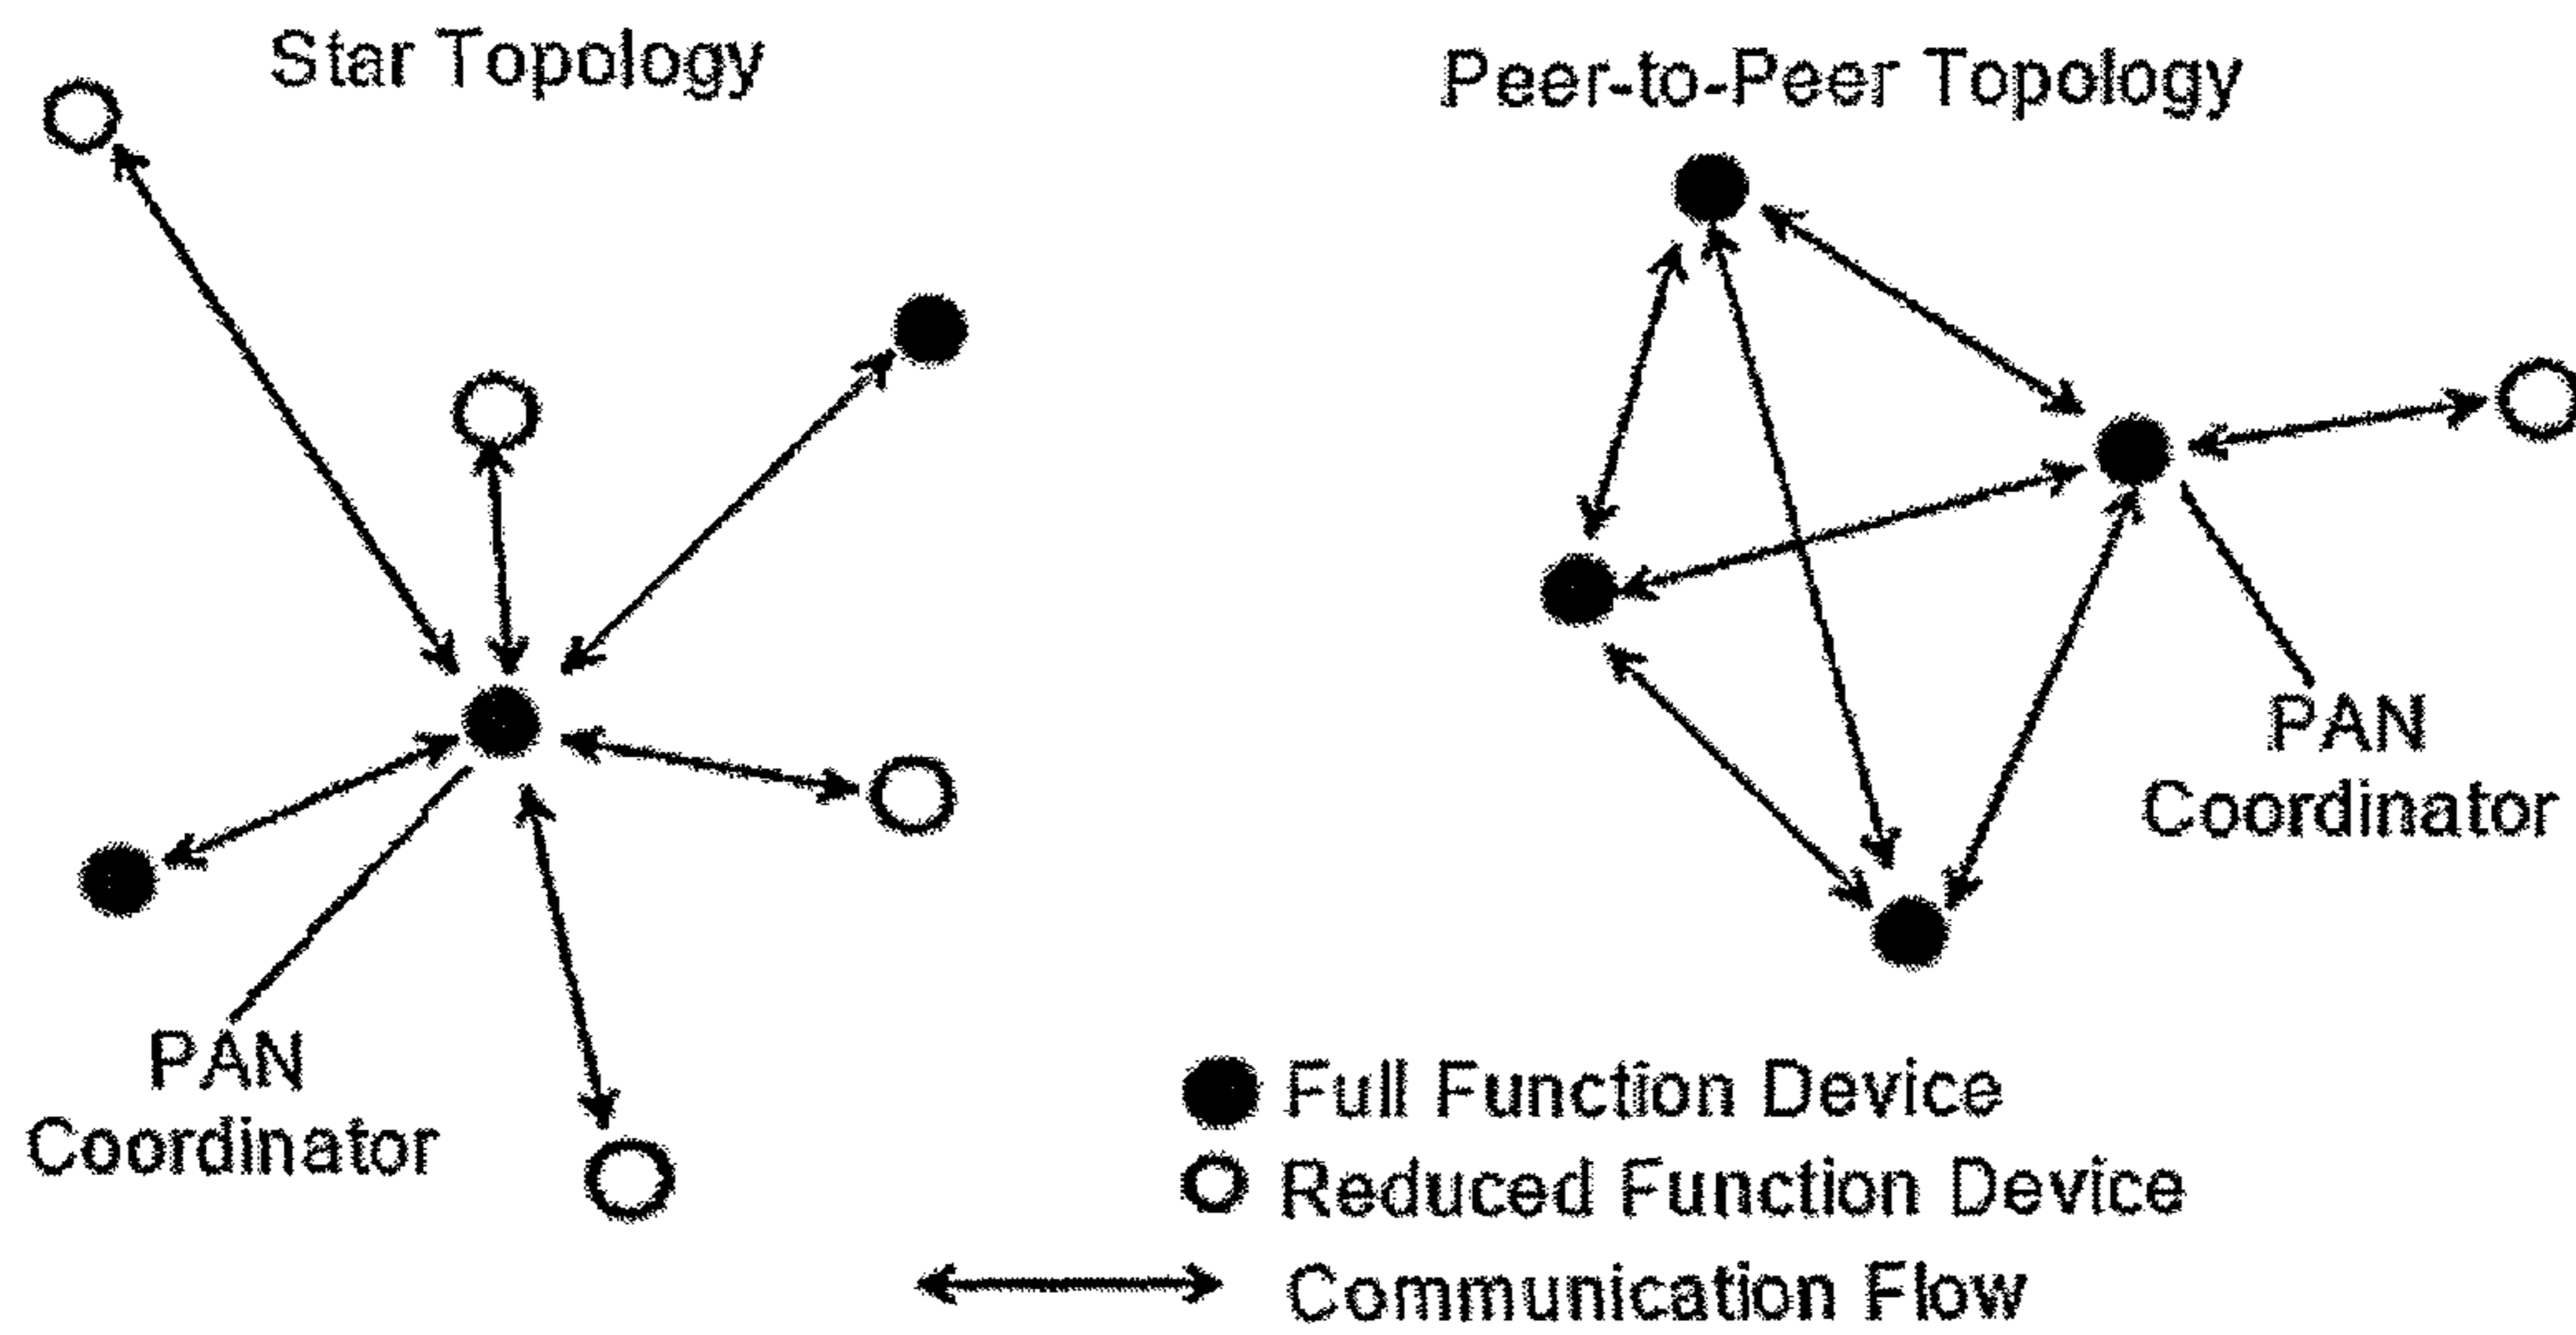 Star Topology
Peer-to-Peer Topology
PAN
Coordinator
PAN
Coordinator
Full Function Device
Reduced Function Device
Communication Flow